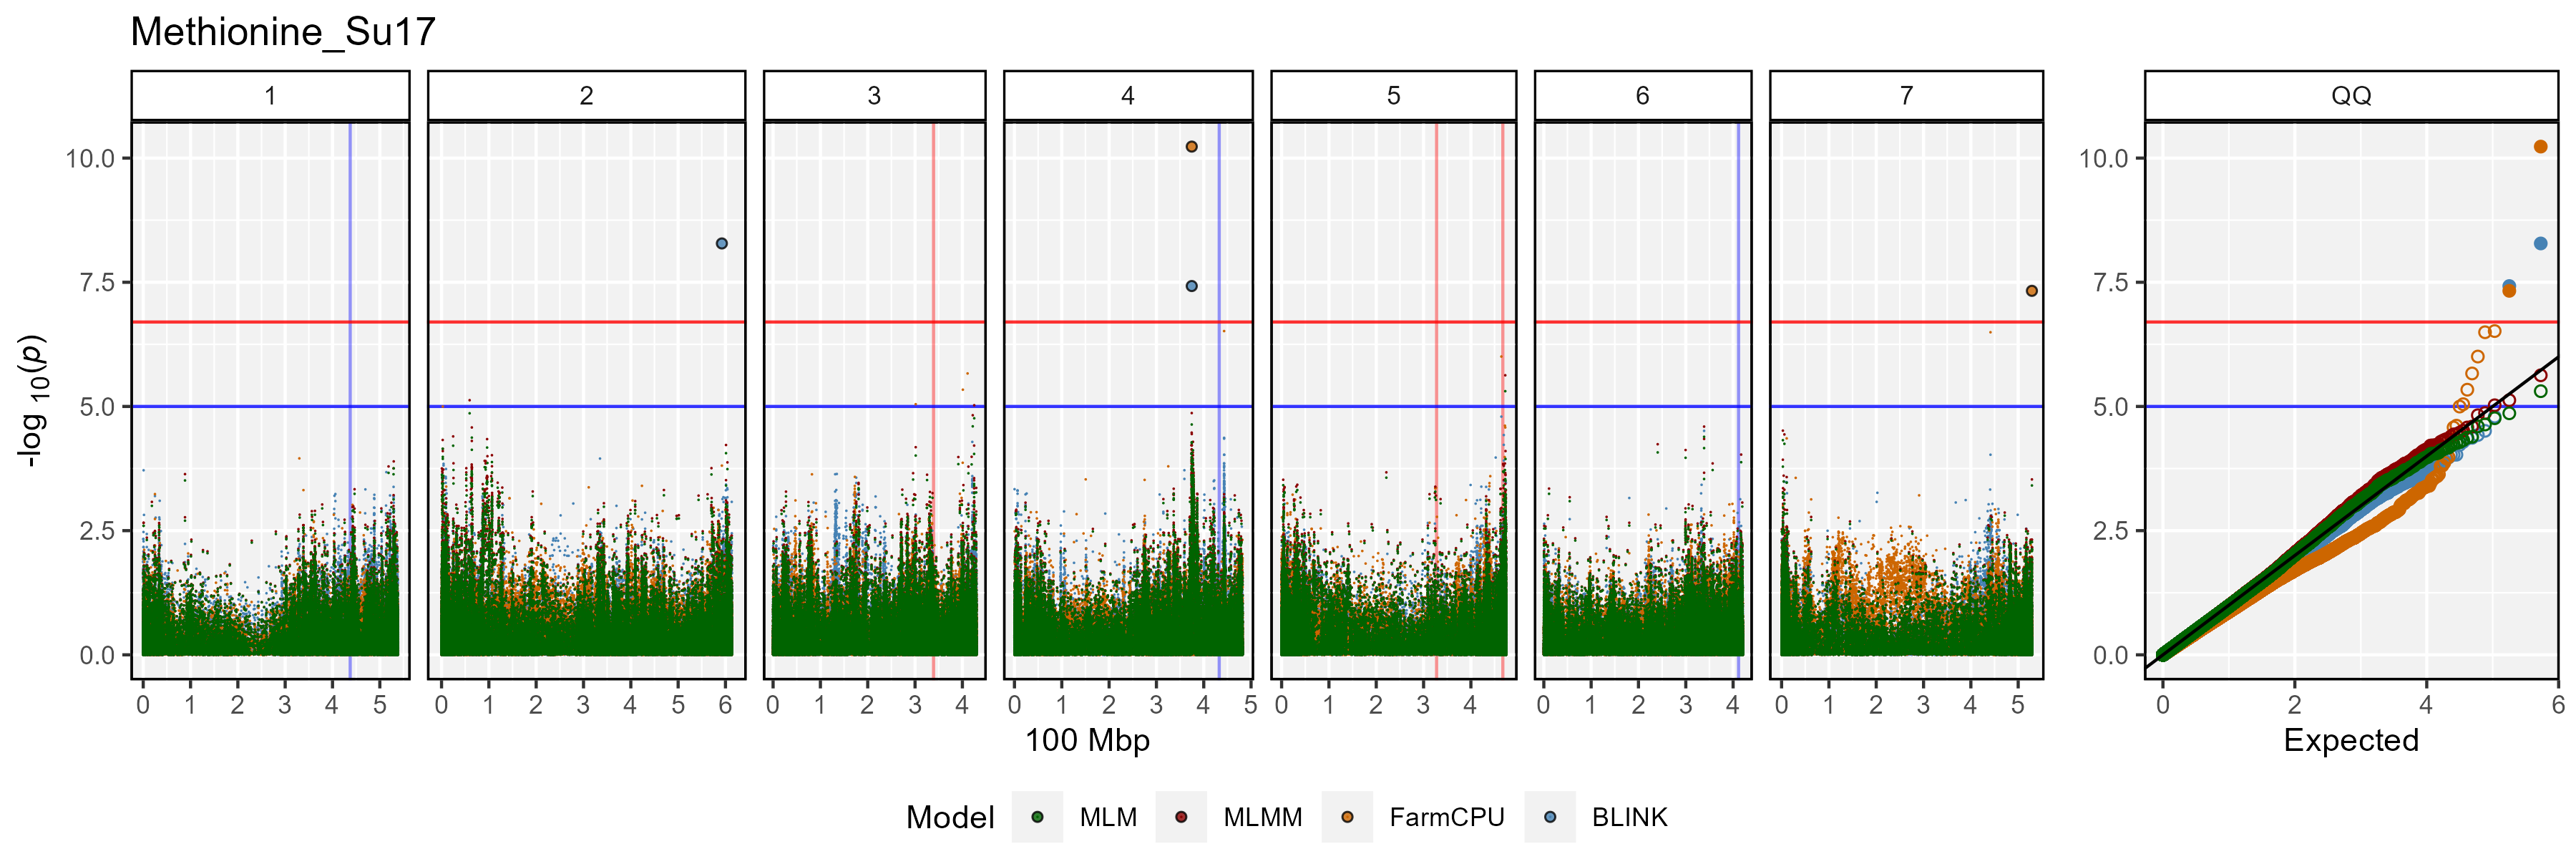 Methionine_Su17
1 2 3 4 5 6 7 QQ
10.0 10.0
7.5 7.5
5.0 5.0
2.5 2.5
0.0 0.0
-log 10(p)
0 1 2 3 4 5 0 1 2 3 4 5 6 0 1 2 3 4 0 1 2 3 4 5 0 1 2 3 4 0 1 2 3 4 0 1 2 3 4 5 0 2 4 6
100 Mbp Expected
Model MLM MLMM FarmCPU BLINK